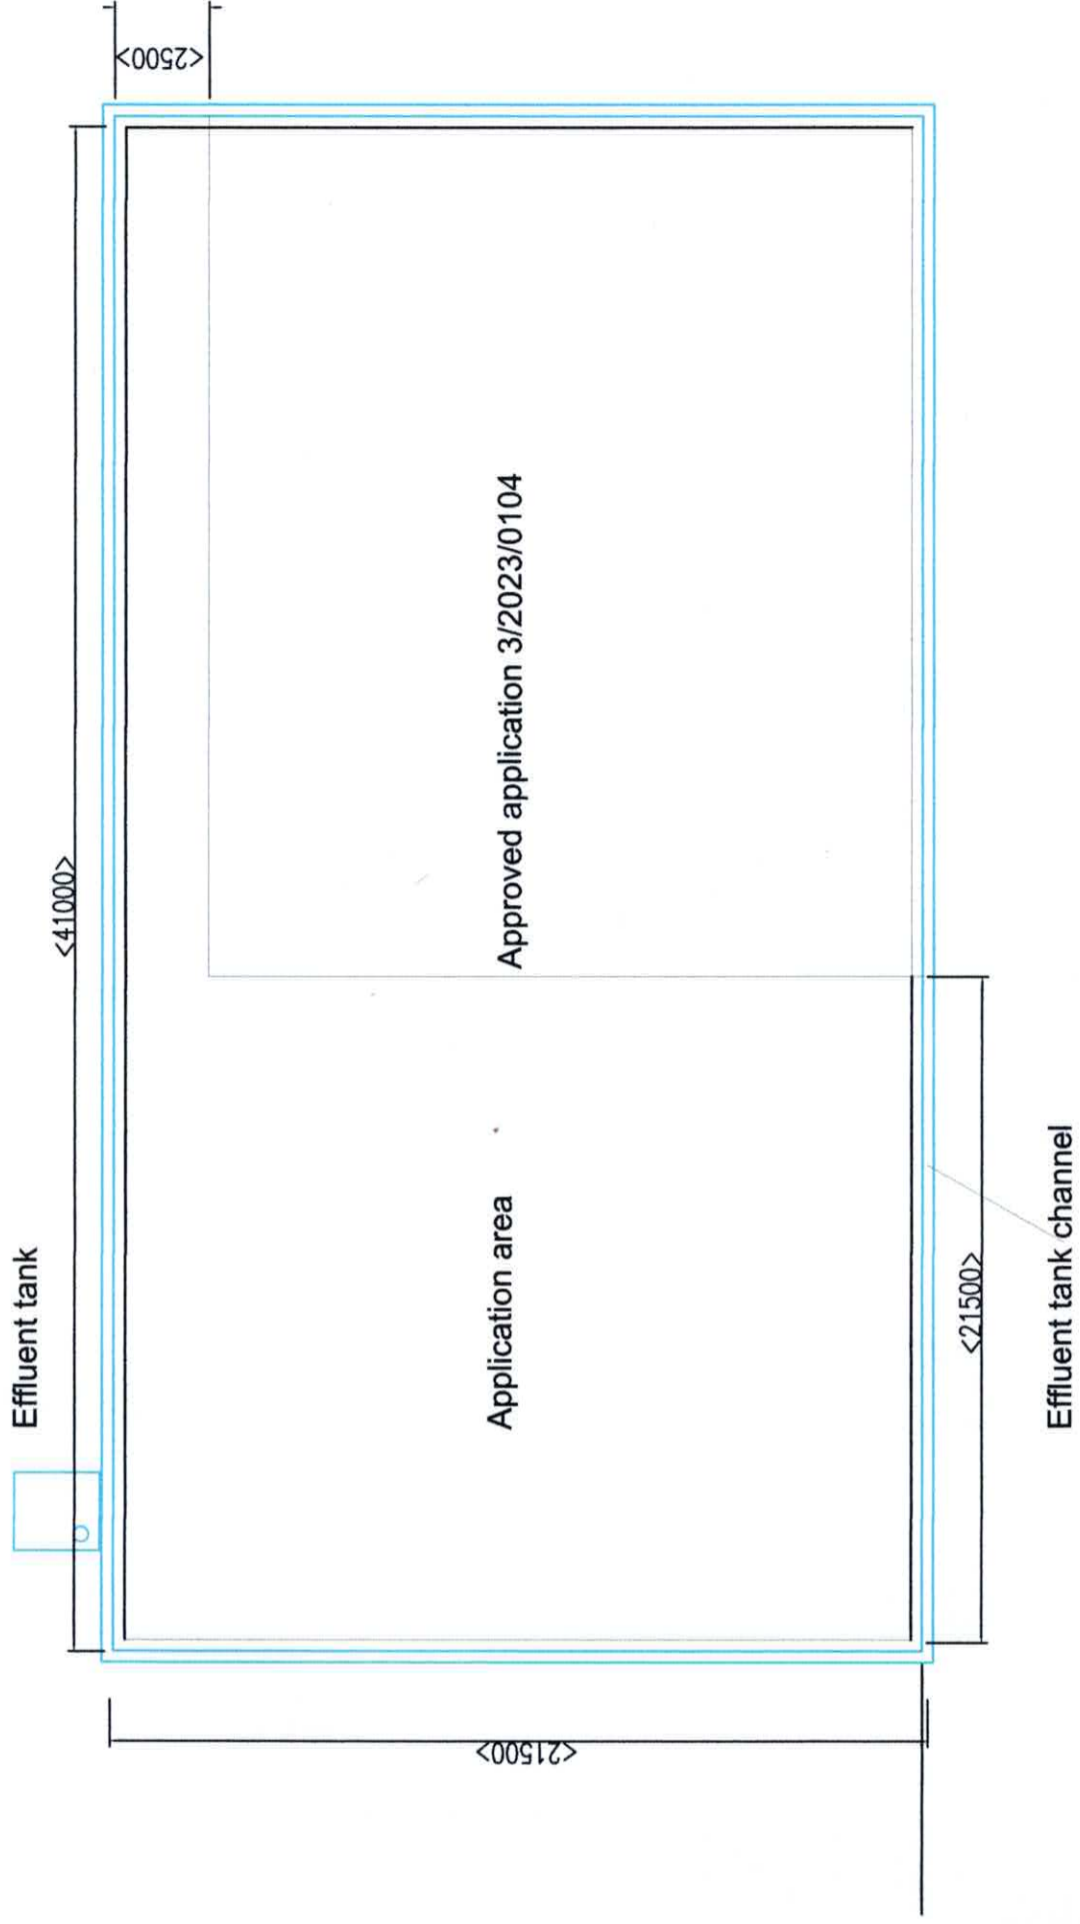 Effluent tank
<41000>
<2500>
Application area
Approved application 3/2023/0104
<21500>
<21500>
Effluent tank channel